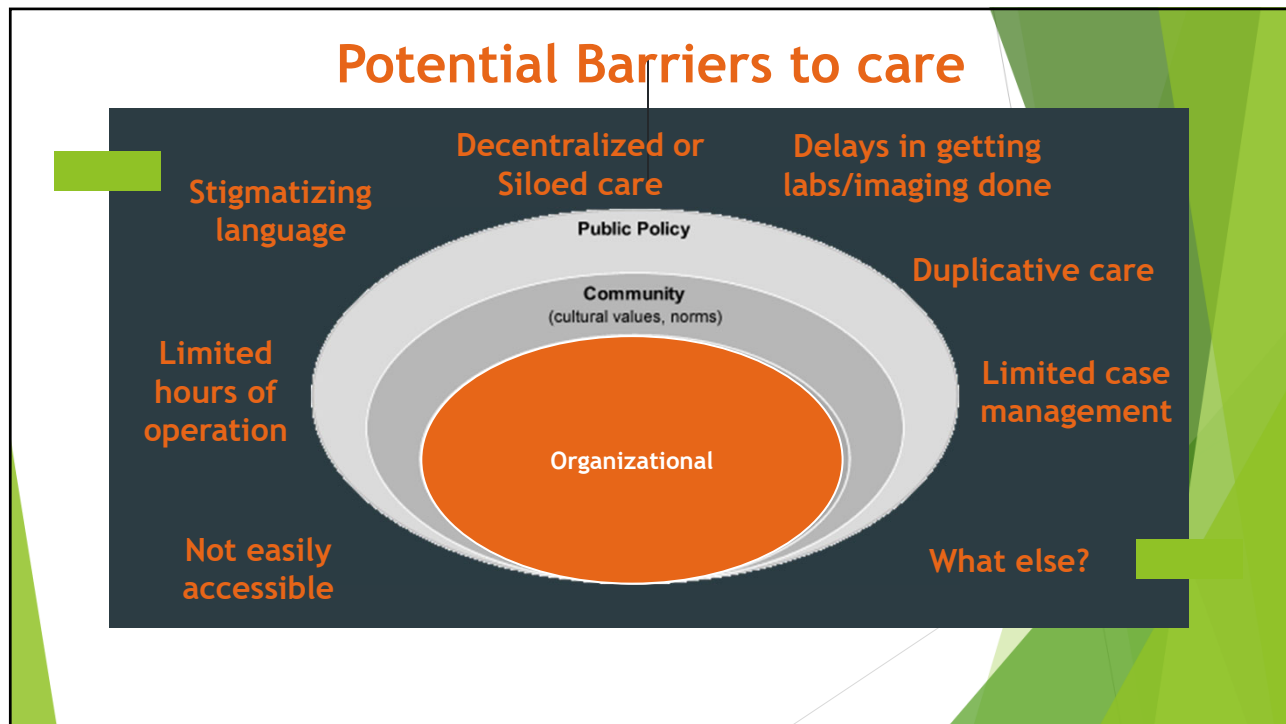 Potential Barriers to care
Decentralized or
Siloed care
Delays in getting
labs/imaging done
Stigmatizing
language
Public Policy
Duplicative care
Community
(cultural values, norms)
Limited
hours of
operation
Limited case
management
Organizational
Not easily
accessible
What else?